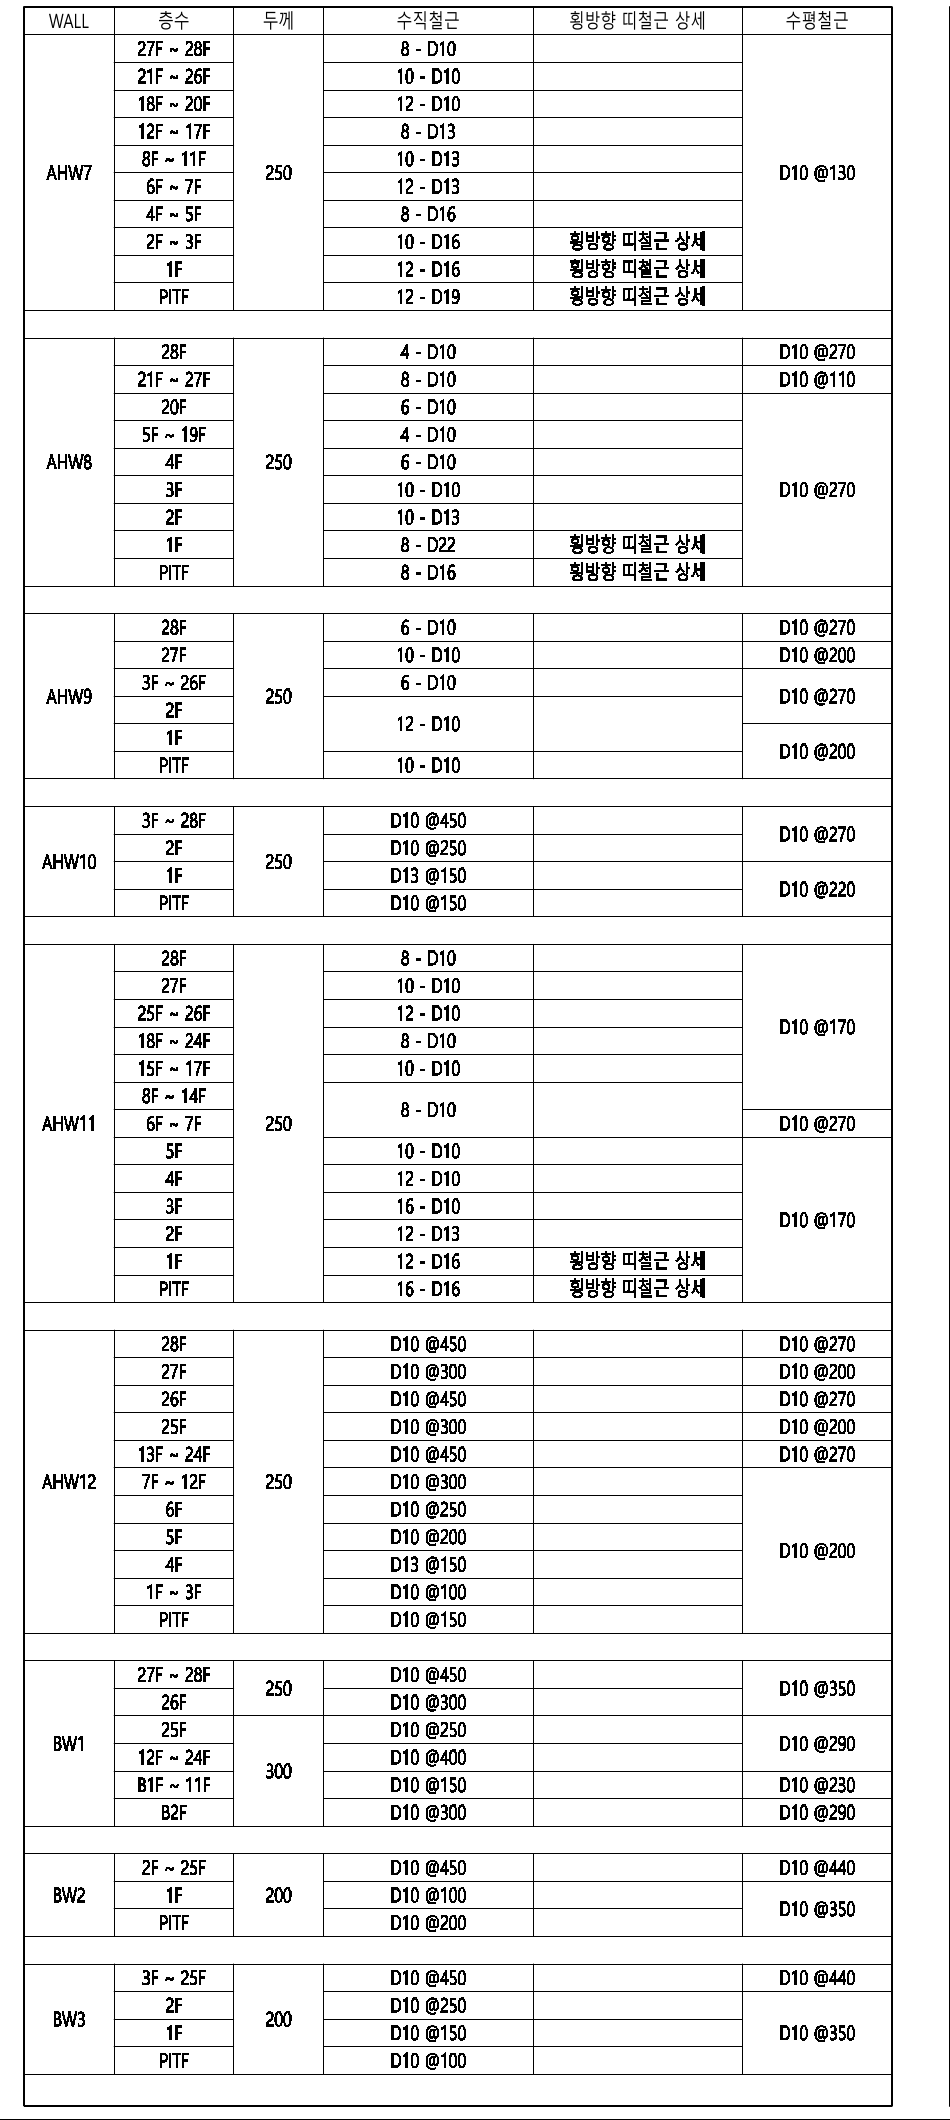 WALL 층수 두께 수직철근 횡방향 띠철근 상세 수평철근
27F ~ 28F 8 - D10
21F ~ 26F 10 - D10
18F ~ 20F 12 - D10
12F ~ 17F 8 - D13
8F ~ 11F 10 - D13
AHW7 250 D10 @130
6F ~ 7F 12 - D13
4F ~ 5F 8 - D16
2F ~ 3F 10 - D16 횡방향 띠철근 상세
1F 12 - D16 횡방향 띠철근 상세
PITF 12 - D19 횡방향 띠철근 상세
28F 4 - D10 D10 @270
21F ~ 27F 8 - D10 D10 @110
20F 6 - D10
5F ~ 19F 4 - D10
AHW8 4F 250 6 - D10
3F 10 - D10 D10 @270
2F 10 - D13
1F 8 - D22 횡방향 띠철근 상세
PITF 8 - D16 횡방향 띠철근 상세
28F 6 - D10 D10 @270
27F 10 - D10 D10 @200
3F ~ 26F 6 - D10
AHW9 250 D10 @270
2F
12 - D10
1F
D10 @200
PITF 10 - D10
3F ~ 28F D10 @450
D10 @270
2F D10 @250
AHW10 250
1F D13 @150
D10 @220
PITF D10 @150
28F 8 - D10
27F 10 - D10
25F ~ 26F 12 - D10
D10 @170
18F ~ 24F 8 - D10
15F ~ 17F 10 - D10
8F ~ 14F
8 - D10
AHW11 6F ~ 7F 250 D10 @270
5F 10 - D10
4F 12 - D10
3F 16 - D10
D10 @170
2F 12 - D13
1F 12 - D16 횡방향 띠철근 상세
PITF 16 - D16 횡방향 띠철근 상세
28F D10 @450 D10 @270
27F D10 @300 D10 @200
26F D10 @450 D10 @270
25F D10 @300 D10 @200
13F ~ 24F D10 @450 D10 @270
AHW12 7F ~ 12F 250 D10 @300
6F D10 @250
5F D10 @200
D10 @200
4F D13 @150
1F ~ 3F D10 @100
PITF D10 @150
27F ~ 28F D10 @450
250 D10 @350
26F D10 @300
25F D10 @250
BW1 D10 @290
12F ~ 24F D10 @400
300
B1F ~ 11F D10 @150 D10 @230
B2F D10 @300 D10 @290
2F ~ 25F D10 @450 D10 @440
BW2 1F 200 D10 @100
D10 @350
PITF D10 @200
3F ~ 25F D10 @450 D10 @440
2F D10 @250
BW3 200
1F D10 @150 D10 @350
PITF D10 @100